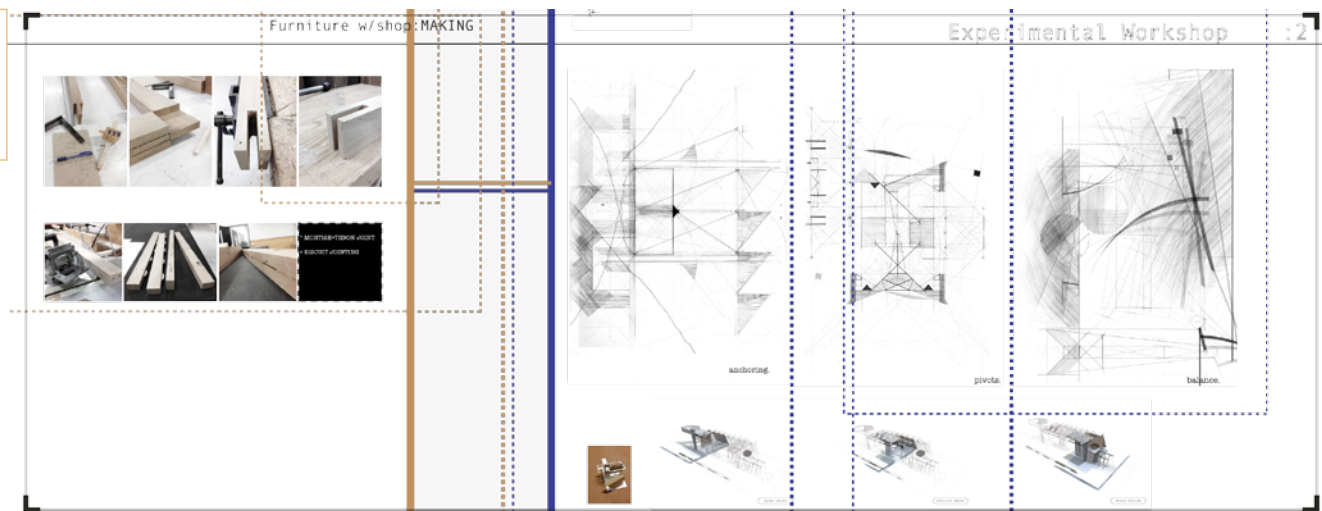 Furniture w/shop:MAKING
Experimental Workshop :2
* MORTISE+TENON JOINT
* BISCUIT JOINTING
anchoring.
pivots.
balance.